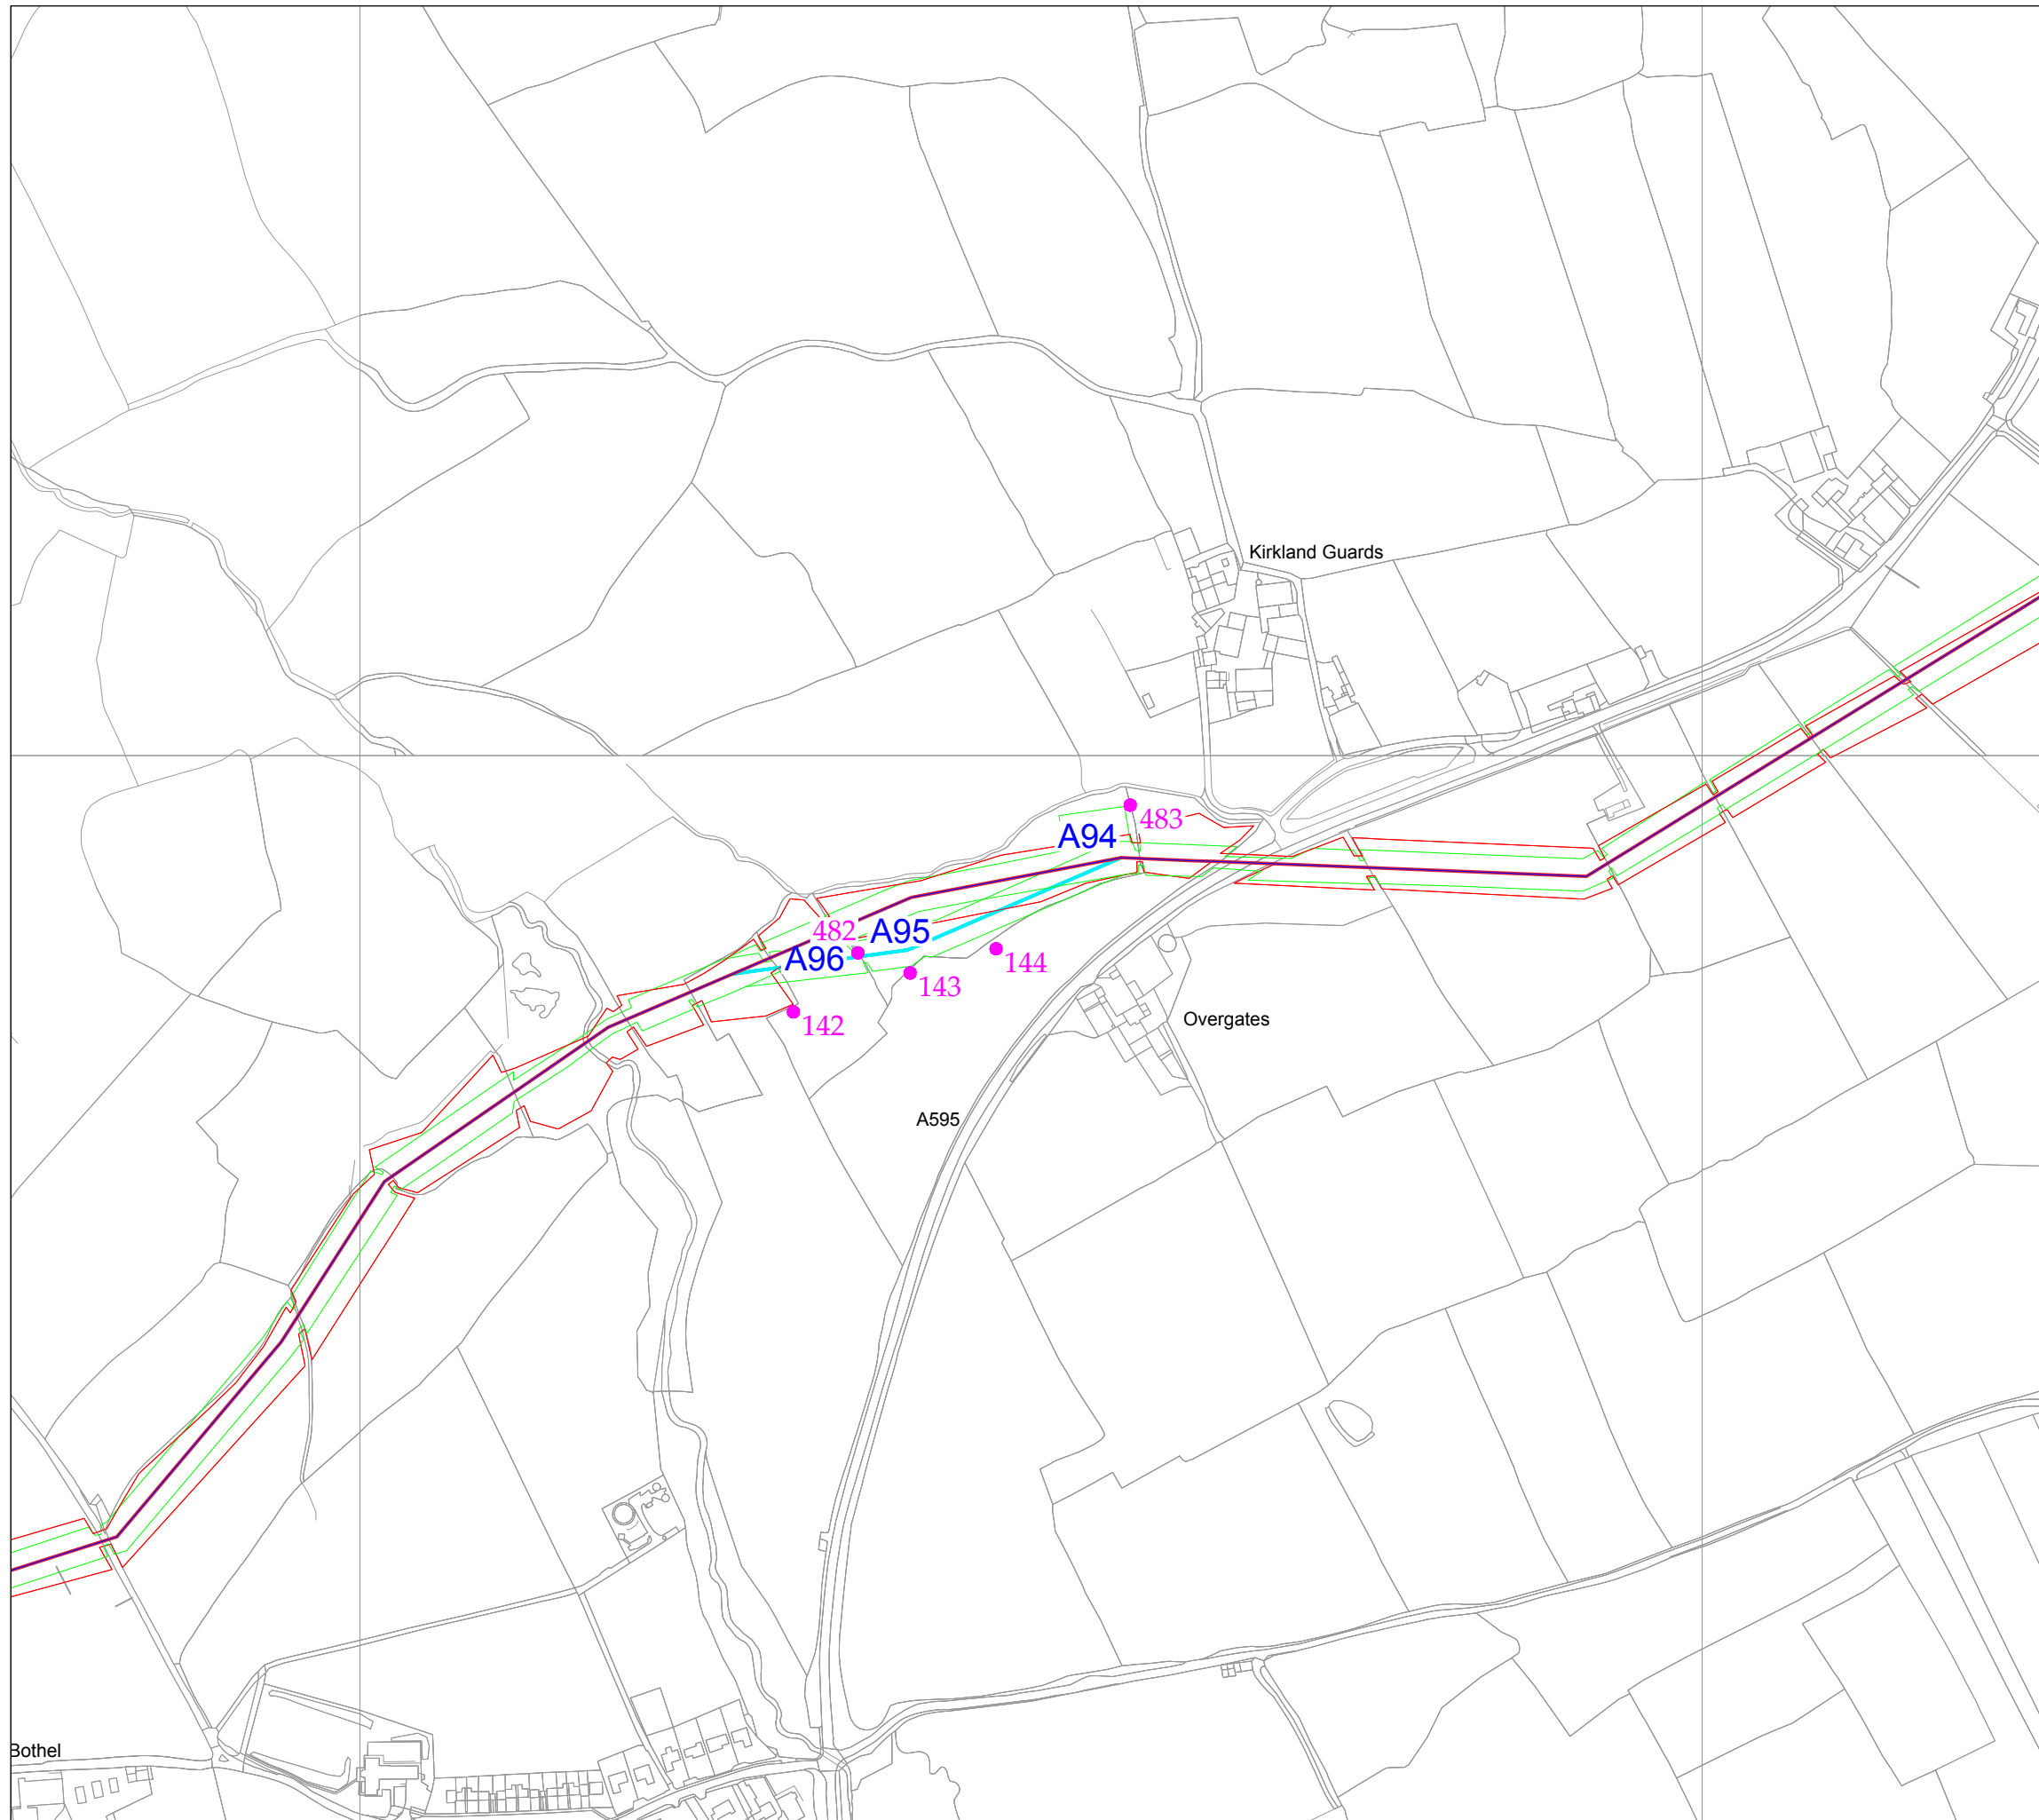 Kirkland Guards
483
A94
482
A95
A96
144
143
142
Overgates
A595
Bothel